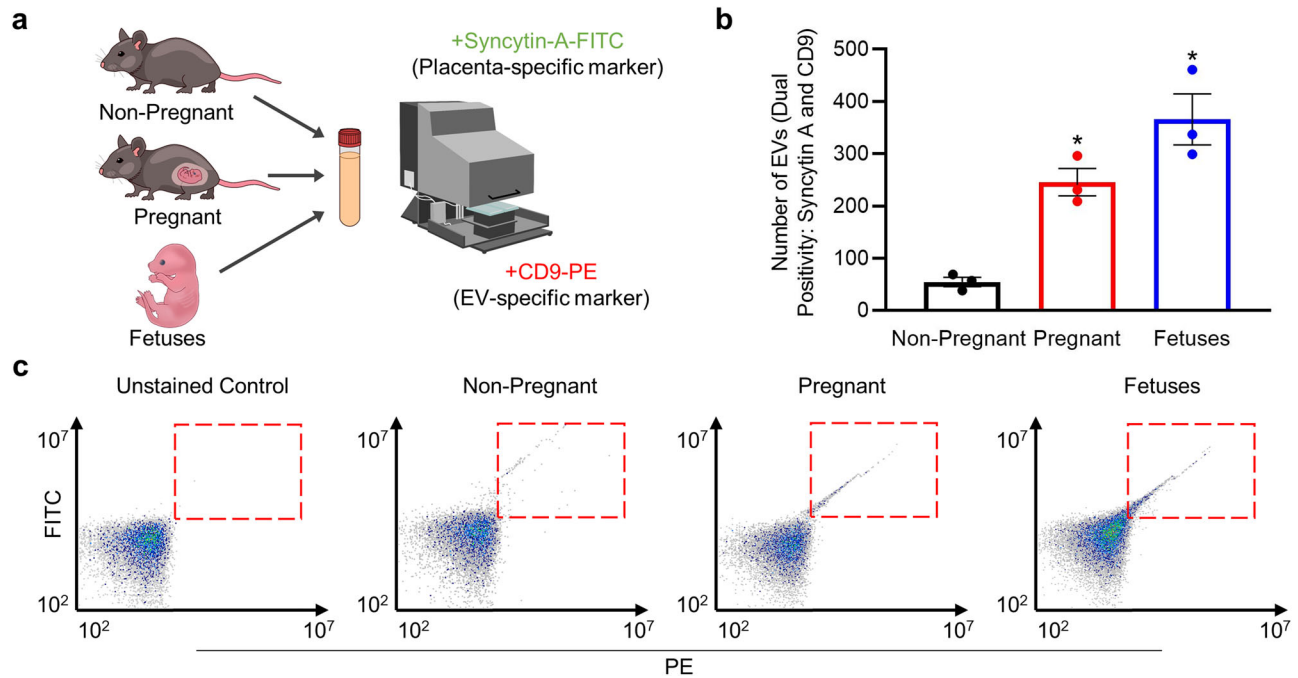 a
+Syncytin-A-FITC
(Placenta-specific marker)
Non-Pregnant
Pregnant
Fetuses
+CD9-PE
(EV-specific marker)
b
Number of EVs (Dual
Positivity: Syncytin A and CD9)
500
400
300
200
100
0
*
*
Non-Pregnant
Pregnant
Fetuses
c
Unstained Control
Non-Pregnant
Pregnant
Fetuses
FITC
10⁷
10²
10²
10⁷
10⁷
10²
10²
10⁷
10⁷
10²
10²
10⁷
10⁷
10²
10²
10⁷
PE